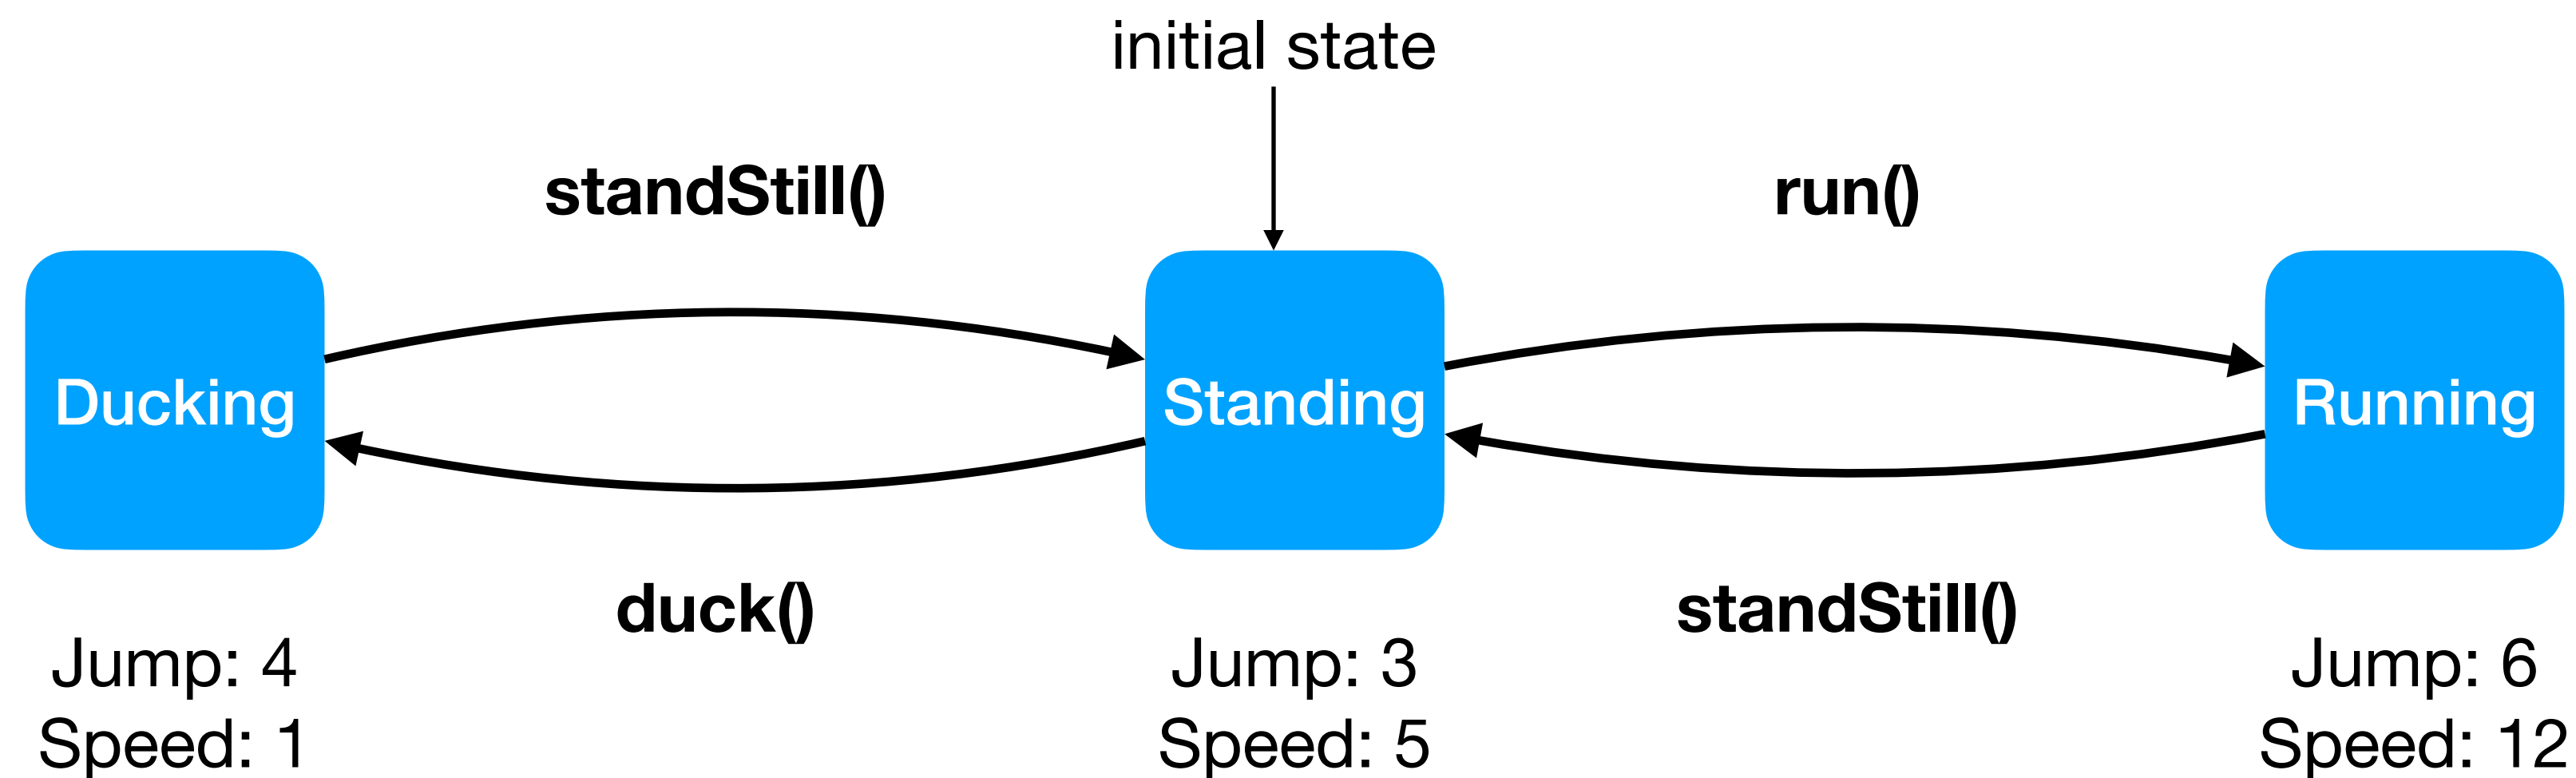 initial state
standStill()
run()
Ducking
Standing
Running
duck()
standStill()
Jump: 4
Speed: 1
Jump: 3
Speed: 5
Jump: 6
Speed: 12